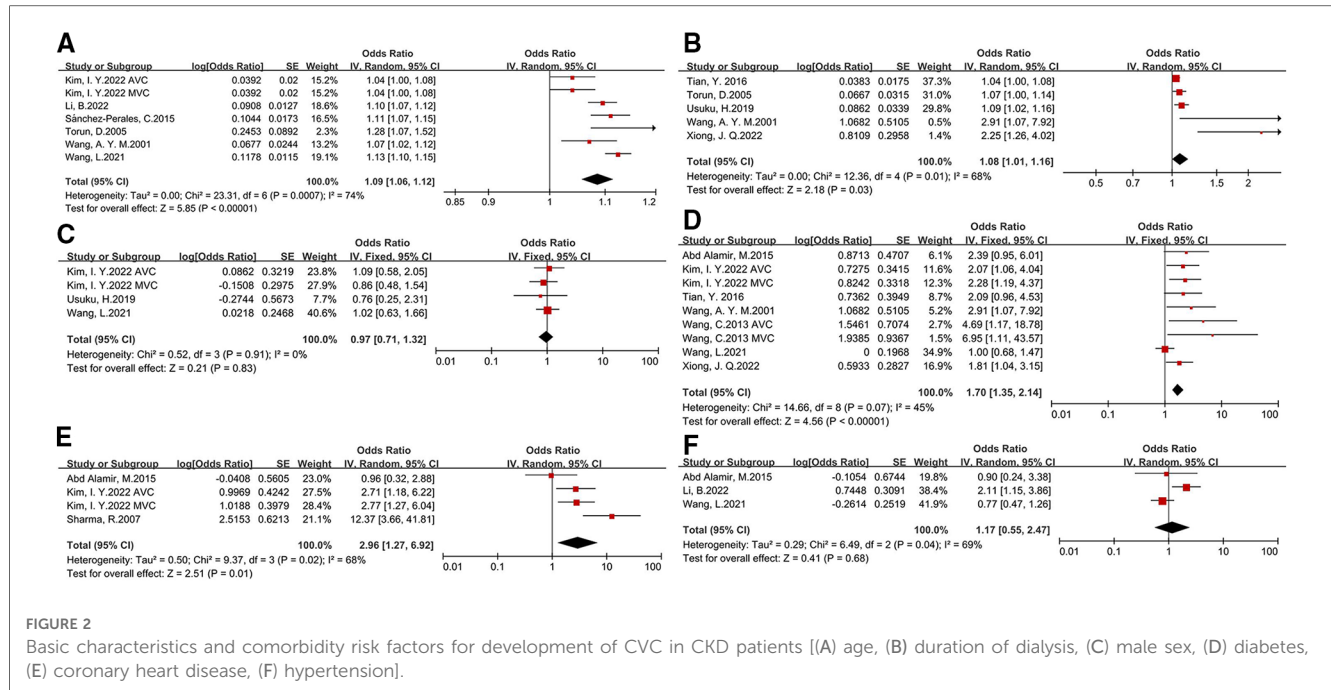 A
Odds Ratio Odds Ratio
Study or Subgroup log[Odds Ratio] SE Weight IV, Random, 95% CI IV, Random, 95% CI
Kim, I. Y.2022 AVC 0.0392 0.02 15.2% 1.04 [1.00, 1.08]
Kim, I. Y.2022 MVC 0.0392 0.02 15.2% 1.04 [1.00, 1.08]
Li, B.2022 0.0908 0.0127 18.6% 1.10 [1.07, 1.12]
Sánchez-Perales, C.2015 0.1044 0.0173 16.5% 1.11 [1.07, 1.15]
Torun, D.2005 0.2453 0.0892 2.3% 1.28 [1.07, 1.52]
Wang, A. Y. M.2001 0.0677 0.0244 13.2% 1.07 [1.02, 1.12]
Wang, L.2021 0.1178 0.0115 19.1% 1.13 [1.10, 1.15]
Total (95% CI) 100.0% 1.09 [1.06, 1.12]
Heterogeneity: Tau² = 0.00; Chi² = 23.31, df = 6 (P = 0.0007); I² = 74%
Test for overall effect: Z = 5.85 (P < 0.00001)
0.85 0.9 1 1.1 1.2
B
Odds Ratio Odds Ratio
Study or Subgroup log[Odds Ratio] SE Weight IV, Random, 95% CI IV, Random, 95% CI
Tian, Y. 2016 0.0383 0.0175 37.3% 1.04 [1.00, 1.08]
Torun, D.2005 0.0667 0.0315 31.0% 1.07 [1.00, 1.14]
Usuku, H.2019 0.0862 0.0339 29.8% 1.09 [1.02, 1.16]
Wang, A. Y. M.2001 1.0682 0.5105 0.5% 2.91 [1.07, 7.92]
Xiong, J. Q.2022 0.8109 0.2958 1.4% 2.25 [1.26, 4.02]
Total (95% CI) 100.0% 1.08 [1.01, 1.16]
Heterogeneity: Tau² = 0.00; Chi² = 12.36, df = 4 (P = 0.01); I² = 68%
Test for overall effect: Z = 2.18 (P = 0.03)
0.5 0.7 1 1.5 2
C
Odds Ratio Odds Ratio
Study or Subgroup log[Odds Ratio] SE Weight IV, Fixed, 95% CI IV, Fixed, 95% CI
Kim, I. Y.2022 AVC 0.0862 0.3219 23.8% 1.09 [0.58, 2.05]
Kim, I. Y.2022 MVC -0.1508 0.2975 27.9% 0.86 [0.48, 1.54]
Usuku, H.2019 -0.2744 0.5673 7.7% 0.76 [0.25, 2.31]
Wang, L.2021 0.0218 0.2468 40.6% 1.02 [0.63, 1.66]
Total (95% CI) 100.0% 0.97 [0.71, 1.32]
Heterogeneity: Chi² = 0.52, df = 3 (P = 0.91); I² = 0%
Test for overall effect: Z = 0.21 (P = 0.83)
0.01 0.1 1 10 100
D
Odds Ratio Odds Ratio
Study or Subgroup log[Odds Ratio] SE Weight IV, Fixed, 95% CI IV, Fixed, 95% CI
Abd Alamir, M.2015 0.8713 0.4707 6.1% 2.39 [0.95, 6.01]
Kim, I. Y.2022 AVC 0.7275 0.3415 11.6% 2.07 [1.06, 4.04]
Kim, I. Y.2022 MVC 0.8242 0.3318 12.3% 2.28 [1.19, 4.37]
Tian, Y. 2016 0.7362 0.3949 8.7% 2.09 [0.96, 4.53]
Wang, A. Y. M.2001 1.0682 0.5105 5.2% 2.91 [1.07, 7.92]
Wang, C.2013 AVC 1.5461 0.7074 2.7% 4.69 [1.17, 18.78]
Wang, C.2013 MVC 1.9385 0.9367 1.5% 6.95 [1.11, 43.57]
Wang, L.2021 0 0.1968 34.9% 1.00 [0.68, 1.47]
Xiong, J. Q.2022 0.5933 0.2827 16.9% 1.81 [1.04, 3.15]
Total (95% CI) 100.0% 1.70 [1.35, 2.14]
Heterogeneity: Chi² = 14.66, df = 8 (P = 0.07); I² = 45%
Test for overall effect: Z = 4.56 (P < 0.00001)
0.01 0.1 1 10 100
E
Odds Ratio Odds Ratio
Study or Subgroup log[Odds Ratio] SE Weight IV, Random, 95% CI IV, Random, 95% CI
Abd Alamir, M.2015 -0.0408 0.5605 23.0% 0.96 [0.32, 2.88]
Kim, I. Y.2022 AVC 0.9969 0.4242 27.5% 2.71 [1.18, 6.22]
Kim, I. Y.2022 MVC 1.0188 0.3979 28.4% 2.77 [1.27, 6.04]
Sharma, R.2007 2.5153 0.6213 21.1% 12.37 [3.66, 41.81]
Total (95% CI) 100.0% 2.96 [1.27, 6.92]
Heterogeneity: Tau² = 0.50; Chi² = 9.37, df = 3 (P = 0.02); I² = 68%
Test for overall effect: Z = 2.51 (P = 0.01)
0.01 0.1 1 10 100
F
Odds Ratio Odds Ratio
Study or Subgroup log[Odds Ratio] SE Weight IV, Random, 95% CI IV, Random, 95% CI
Abd Alamir, M.2015 -0.1054 0.6744 19.8% 0.90 [0.24, 3.38]
Li, B.2022 0.7448 0.3091 38.4% 2.11 [1.15, 3.86]
Wang, L.2021 -0.2614 0.2519 41.9% 0.77 [0.47, 1.26]
Total (95% CI) 100.0% 1.17 [0.55, 2.47]
Heterogeneity: Tau² = 0.29; Chi² = 6.49, df = 2 (P = 0.04); I² = 69%
Test for overall effect: Z = 0.41 (P = 0.68)
0.01 0.1 1 10 100
FIGURE 2
Basic characteristics and comorbidity risk factors for development of CVC in CKD patients [(A) age, (B) duration of dialysis, (C) male sex, (D) diabetes,
(E) coronary heart disease, (F) hypertension].